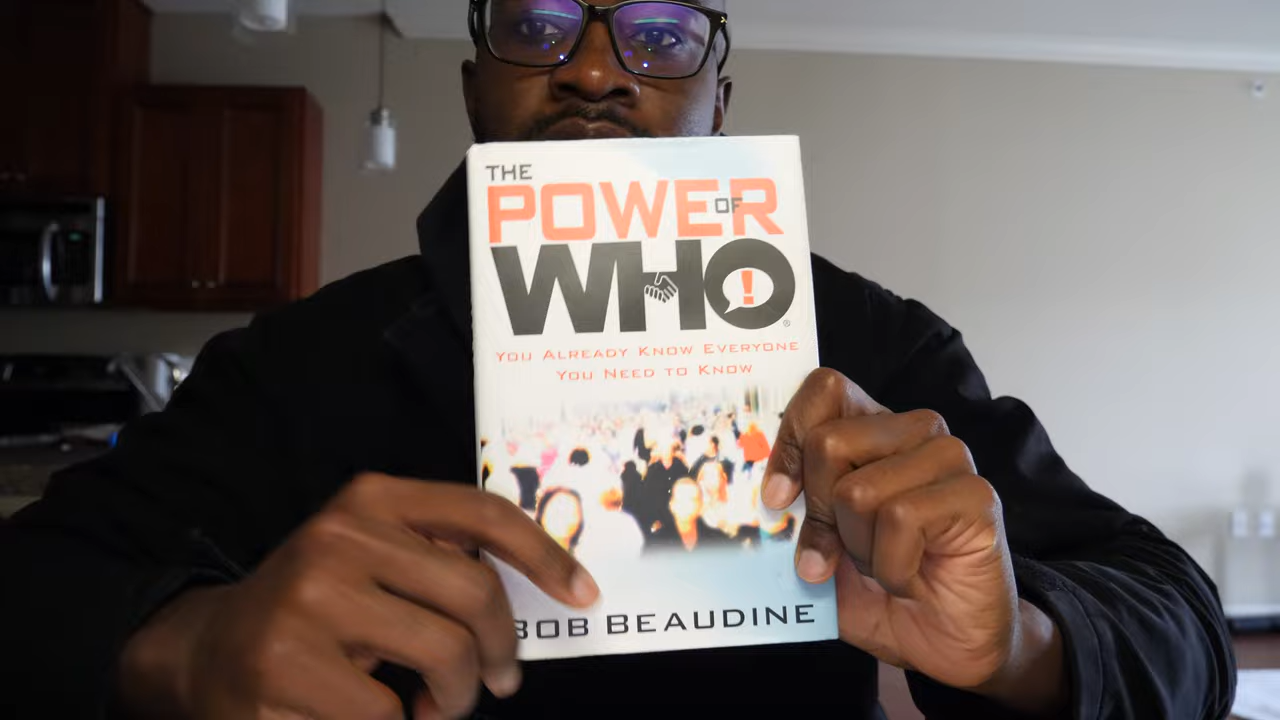 THE
POWER OF
WHO!
®
YOU ALREADY KNOW EVERYONE
YOU NEED TO KNOW
BOB BEAUDINE